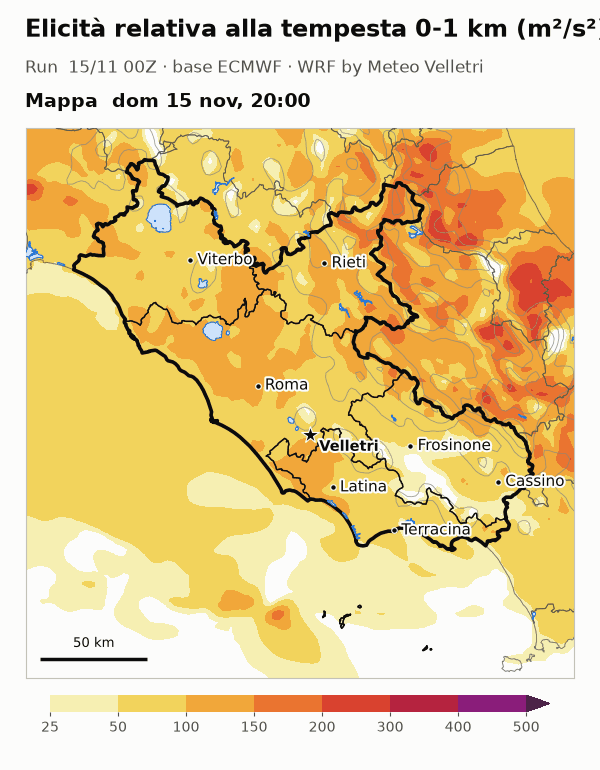 Elicità relativa alla tempesta 0-1 km (m²/s²)
Run  15/11 00Z · base ECMWF · WRF by Meteo Velletri
Mappa  dom 15 nov, 20:00
Viterbo
Rieti
Roma
Velletri
Frosinone
Cassino
Latina
Terracina
50 km
25 50 100 150 200 300 400 500